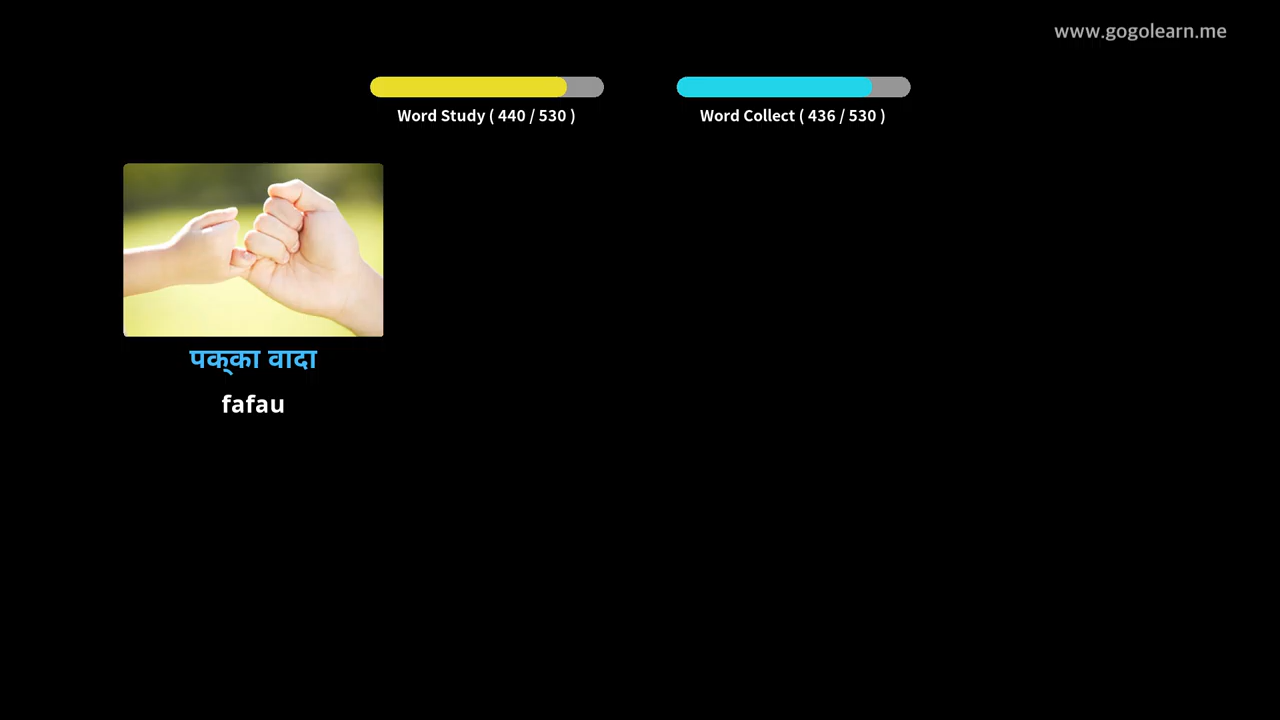 www.gogolearn.me
Word Study ( 440 / 530 )
Word Collect ( 436 / 530 )
पक्‌का वादा
fafau